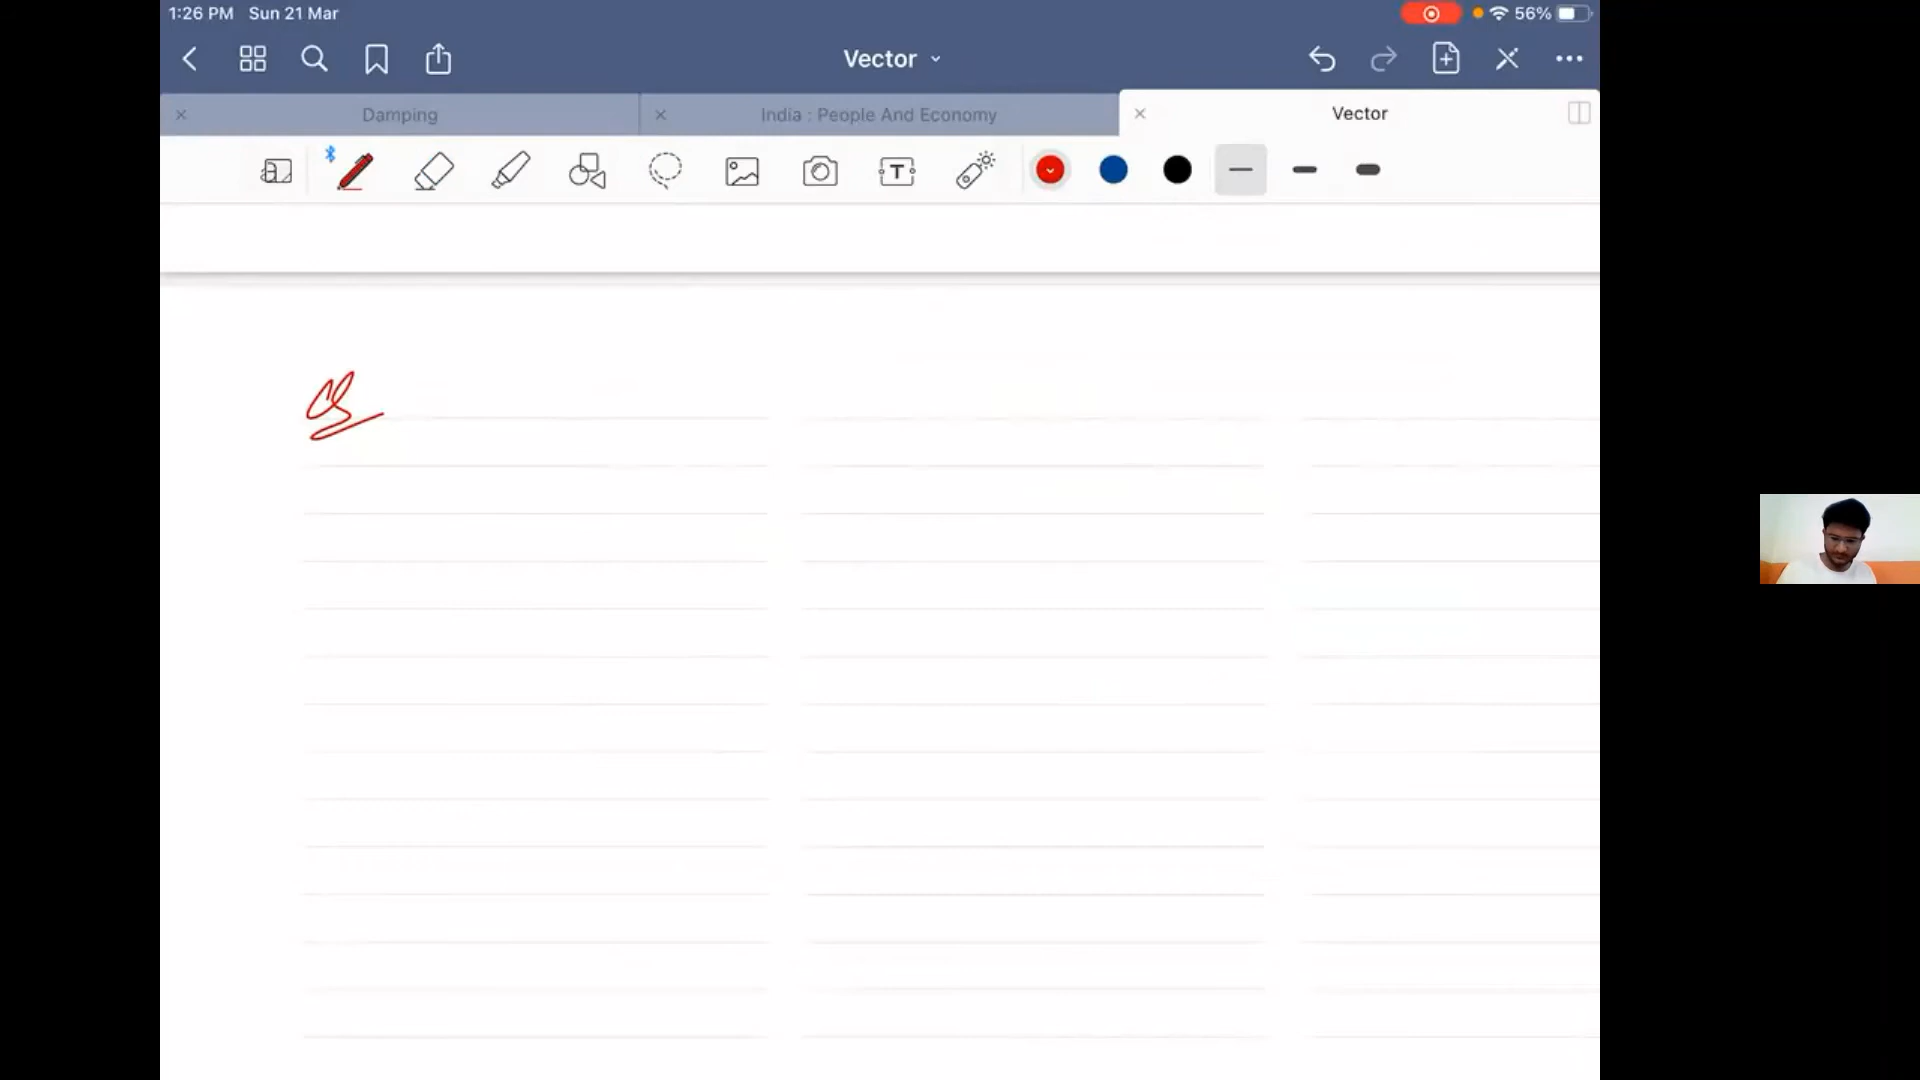 1:26 PM Sun 21 Mar 56%
Vector
Damping India : People And Economy Vector
a T